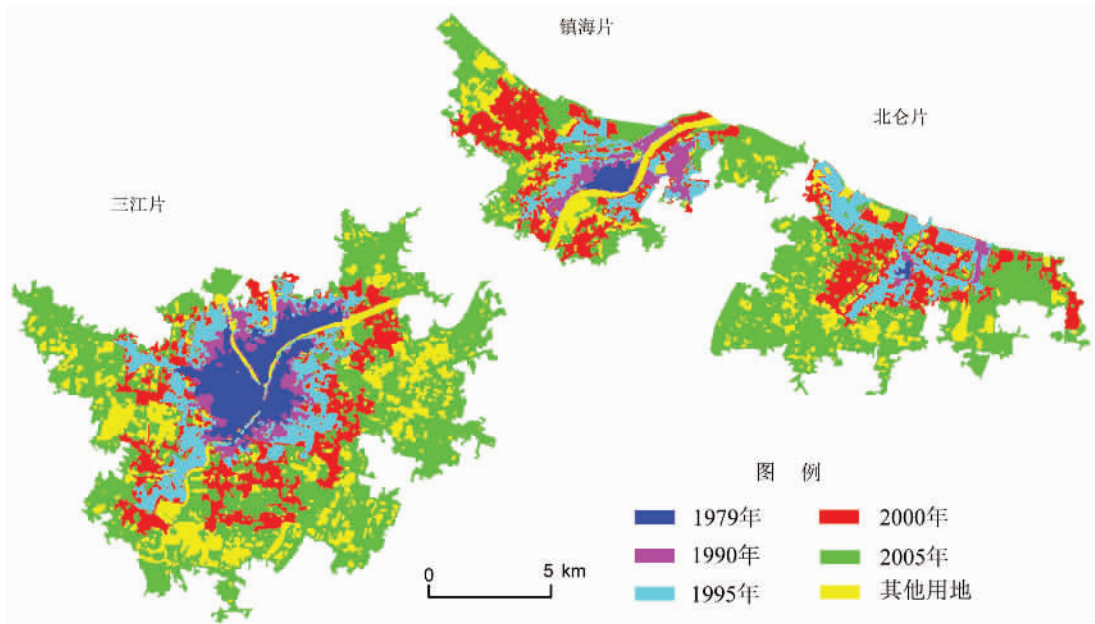 镇海片
北仑片
三江片
图 例
1979年
2000年
1990年
2005年
1995年
其他用地
0 5 km